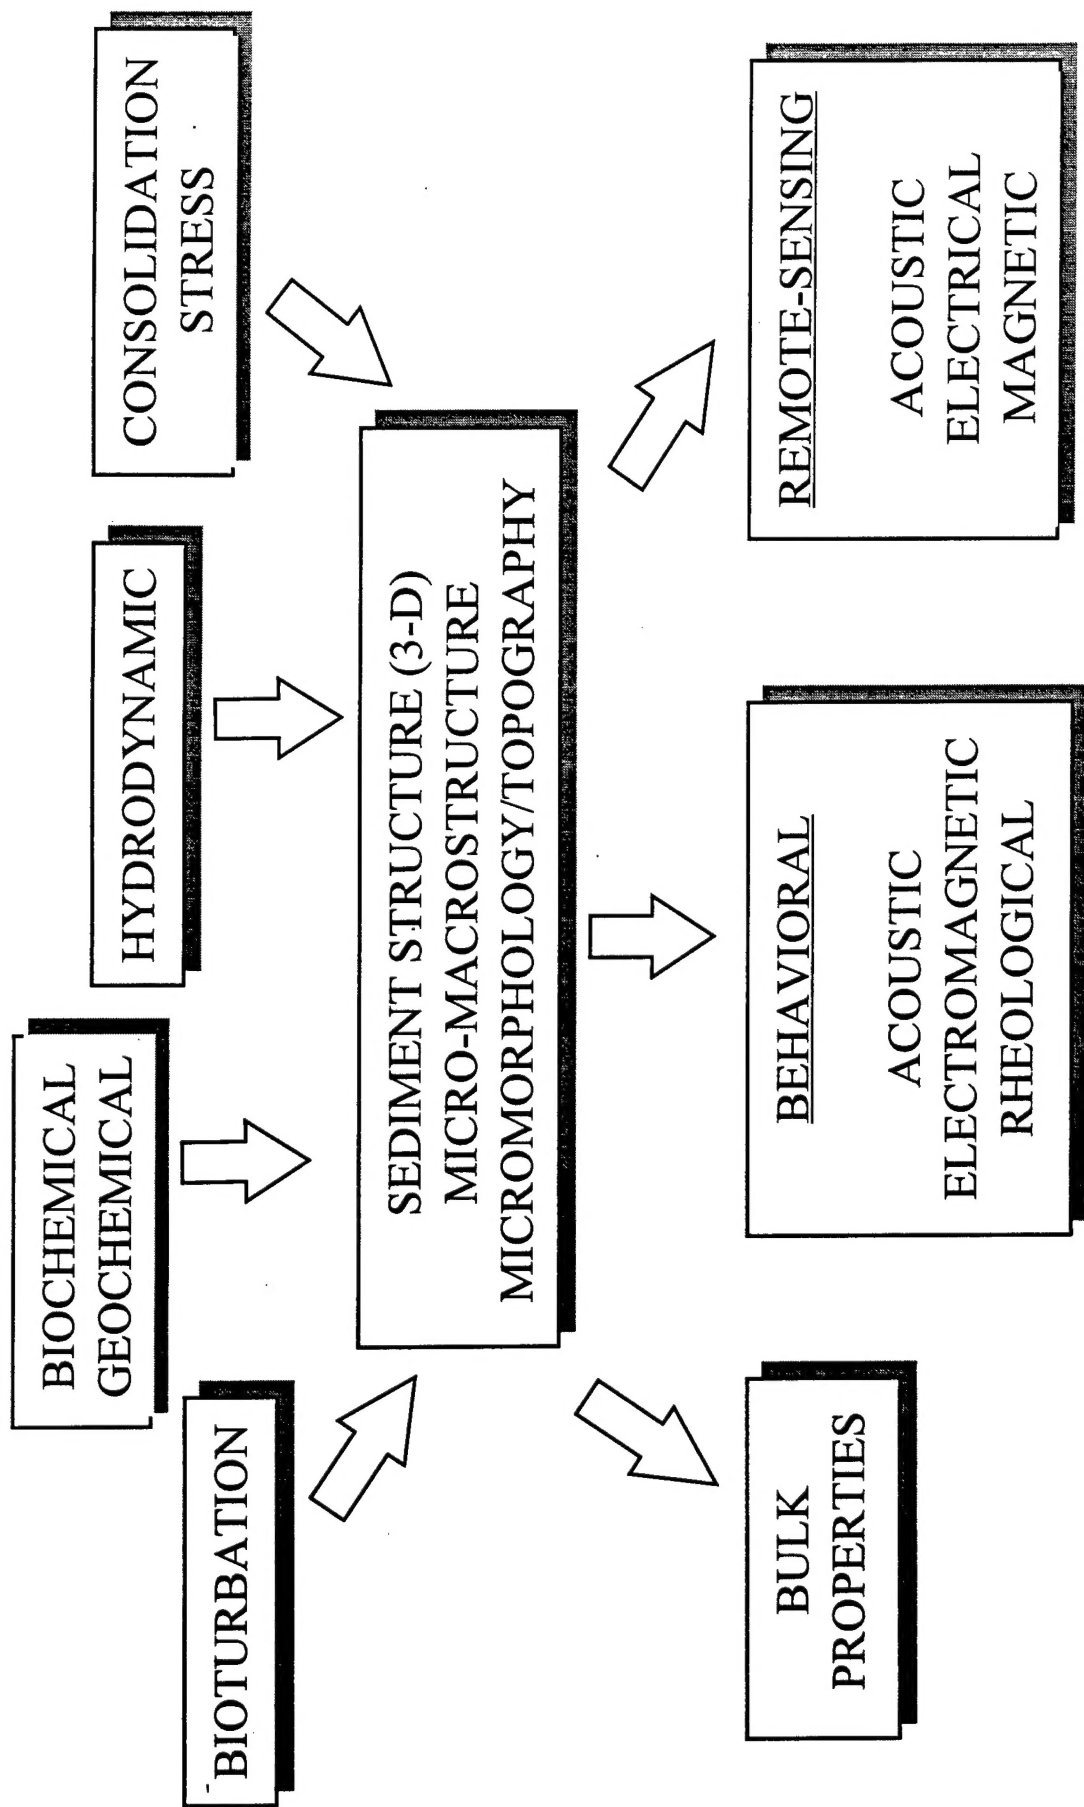 BIOTURBATION
BIOCHEMICAL
GEOCHEMICAL
HYDRODYNAMIC
CONSOLIDATION
STRESS
SEDIMENT STRUCTURE (3-D)
MICRO-MACROSTRUCTURE
MICROMORPHOLOGY/TOPOGRAPHY
BULK
PROPERTIES
BEHAVIORAL
ACOUSTIC
ELECTROMAGNETIC
RHEOLOGICAL
REMOTE-SENSING
ACOUSTIC
ELECTRICAL
MAGNETIC